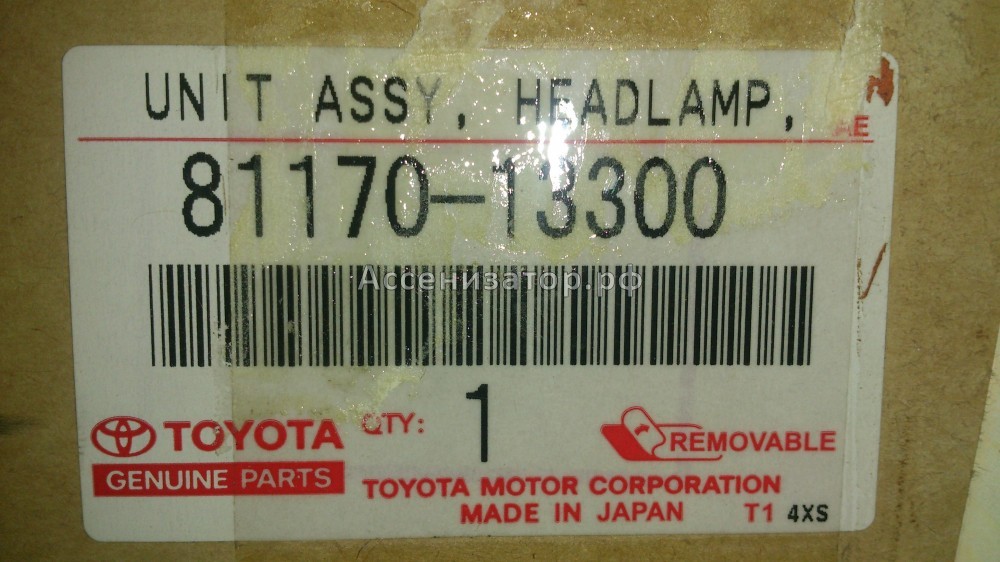 UNIT ASSY, HEADLAMP,
AE
81170-13300
Ассенизатор.рф
QTY: 1
TOYOTA
REMOVABLE
GENUINE PARTS
TOYOTA MOTOR CORPORATION
MADE IN JAPAN T1 4XS